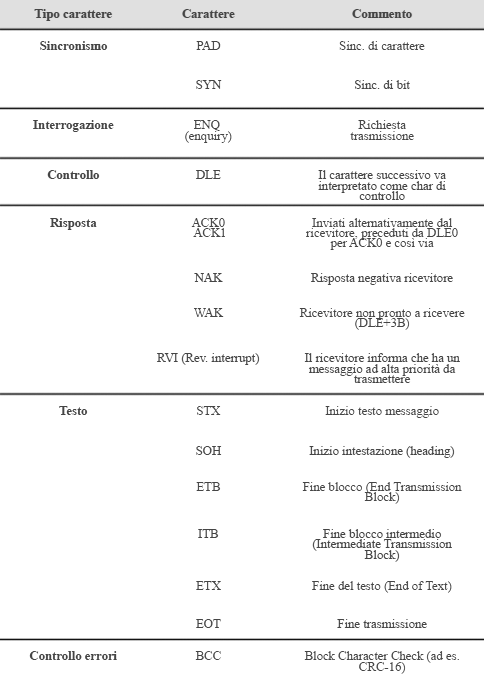 Tipo carattere Carattere Commento
Sincronismo PAD Sinc. di carattere
SYN Sinc. di bit
Interrogazione ENQ Richiesta
(enquiry) trasmissione
Controllo DLE Il carattere successivo va
interpretato come char di
controllo
Risposta ACK0 Inviati alternativamente dal
ACK1 ricevitore, preceduti da DLE0
per ACK0 e cosi via
NAK Risposta negativa ricevitore
WAK Ricevitore non pronto a ricevere
(DLE+3B)
RVI (Rev. interrupt) Il ricevitore informa che ha un
messaggio ad alta priorità da
trasmettere
Testo STX Inizio testo messaggio
SOH Inizio intestazione (heading)
ETB Fine blocco (End Transmission
Block)
ITB Fine blocco intermedio
(Intermediate Transmission
Block)
ETX Fine del testo (End of Text)
EOT Fine trasmissione
Controllo errori BCC Block Character Check (ad es.
CRC-16)